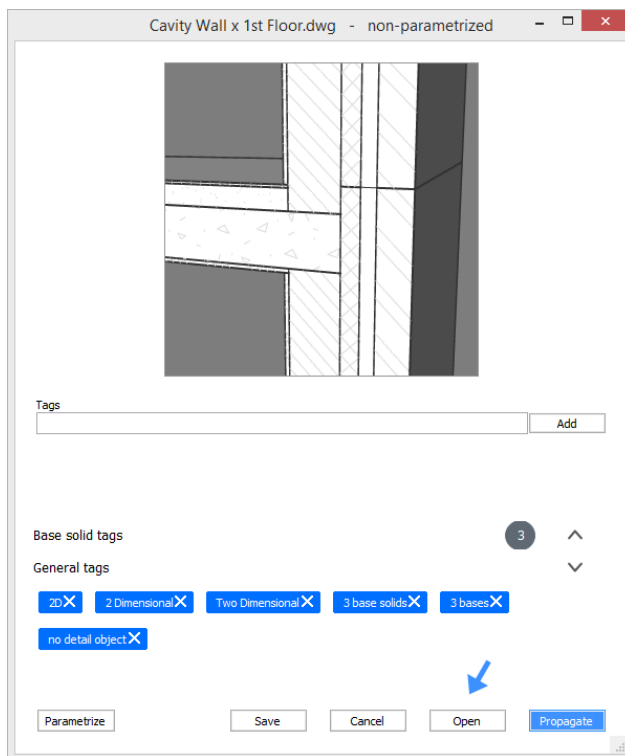 Cavity Wall x 1st Floor.dwg - non-parametrized
Tags
Add
Base solid tags 3
General tags
2D 2 Dimensional Two Dimensional 3 base solids 3 bases
no detail object
Parametrize Save Cancel Open Propagate